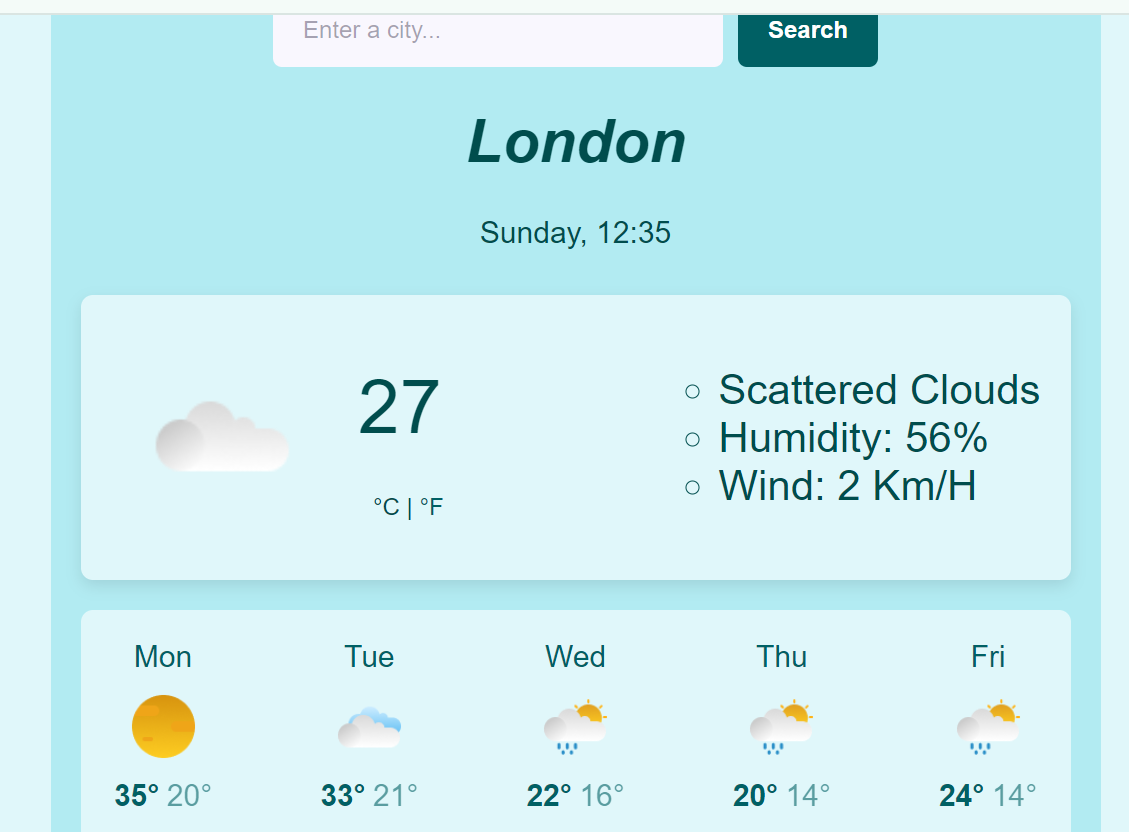 Enter a city...
Search
London
Sunday, 12:35
27
°C | °F
Scattered Clouds
Humidity: 56%
Wind: 2 Km/H
Mon Tue Wed Thu Fri
35° 20° 33° 21° 22° 16° 20° 14° 24° 14°